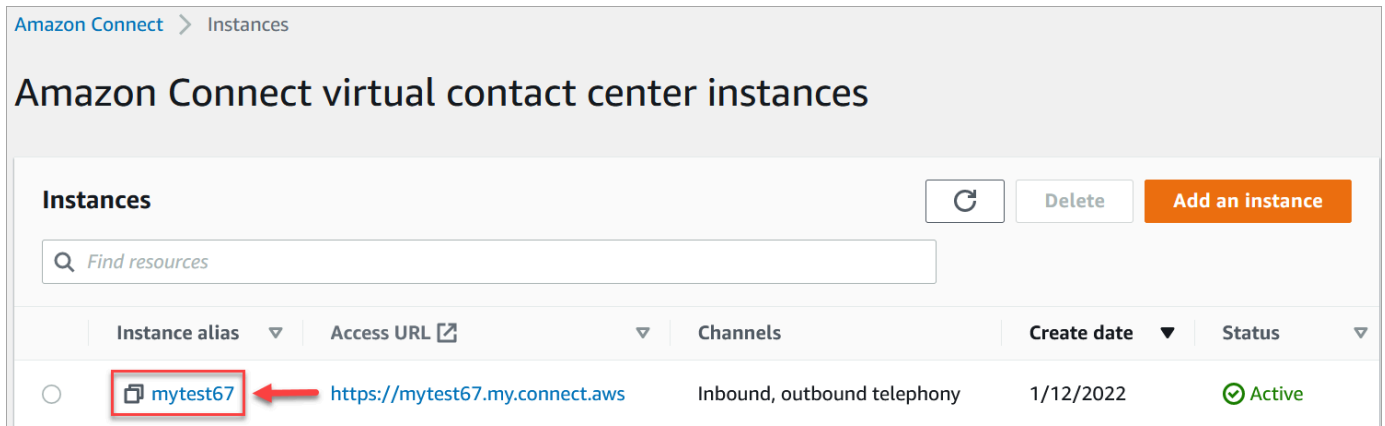 Amazon Connect > Instances
Amazon Connect virtual contact center instances
Instances
Delete
Add an instance
Find resources
Instance alias Access URL Channels Create date Status
mytest67 https://mytest67.my.connect.aws Inbound, outbound telephony 1/12/2022 Active